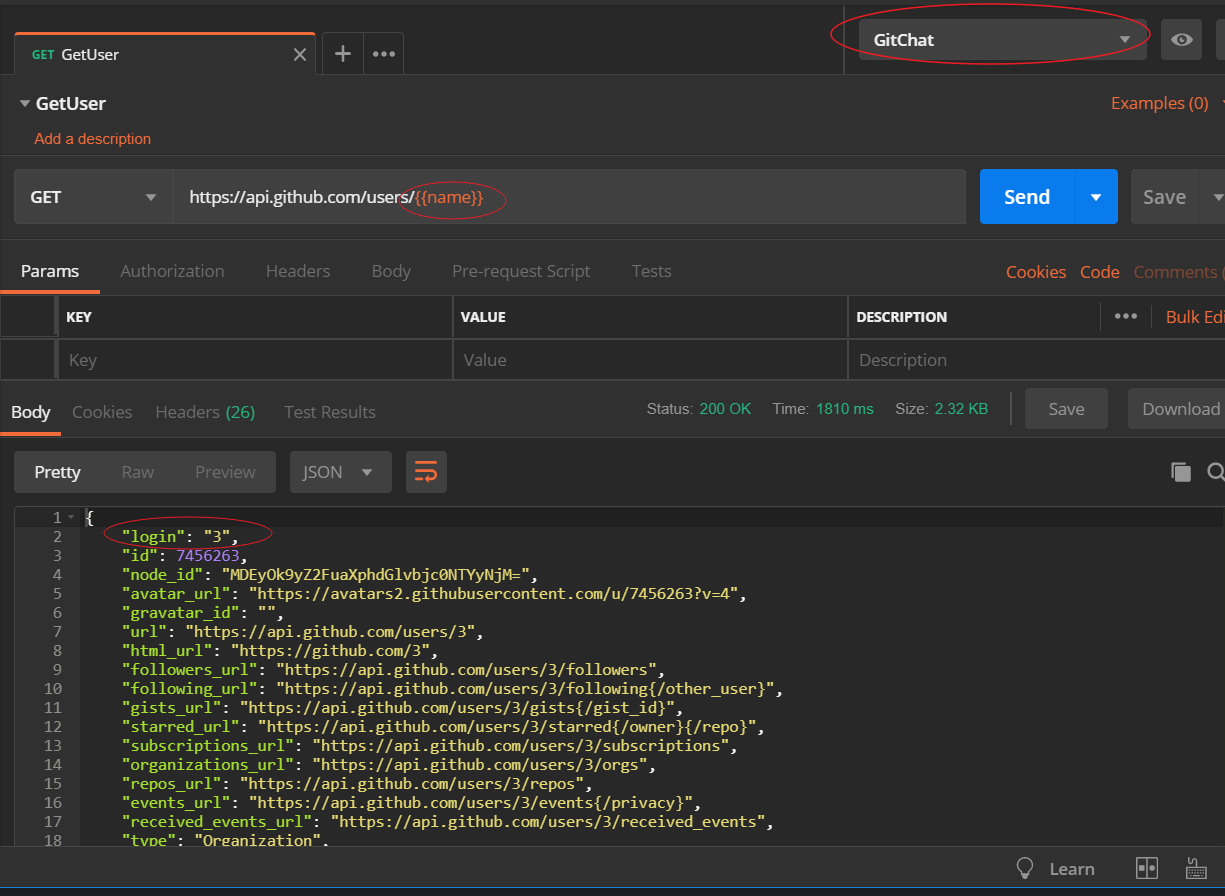 GET GetUser
GitChat
GetUser
Examples (0)
Add a description
GET https://api.github.com/users/{{name}} Send Save
Params Authorization Headers Body Pre-request Script Tests Cookies Code Comments (
KEY VALUE DESCRIPTION ••• Bulk Edi
Key Value Description
Body Cookies Headers (26) Test Results Status: 200 OK Time: 1810 ms Size: 2.32 KB Save Download
Pretty Raw Preview JSON
1 {
2 "login": "3",
3 "id": 7456263,
4 "node_id": "MDEyOk9yZ2FuaXphdGlvbjc0NTYyNjM=",
5 "avatar_url": "https://avatars2.githubusercontent.com/u/7456263?v=4",
6 "gravatar_id": "",
7 "url": "https://api.github.com/users/3",
8 "html_url": "https://github.com/3",
9 "followers_url": "https://api.github.com/users/3/followers",
10 "following_url": "https://api.github.com/users/3/following{/other_user}",
11 "gists_url": "https://api.github.com/users/3/gists{/gist_id}",
12 "starred_url": "https://api.github.com/users/3/starred{/owner}{/repo}",
13 "subscriptions_url": "https://api.github.com/users/3/subscriptions",
14 "organizations_url": "https://api.github.com/users/3/orgs",
15 "repos_url": "https://api.github.com/users/3/repos",
16 "events_url": "https://api.github.com/users/3/events{/privacy}",
17 "received_events_url": "https://api.github.com/users/3/received_events",
18 "type": "Organization",
Learn